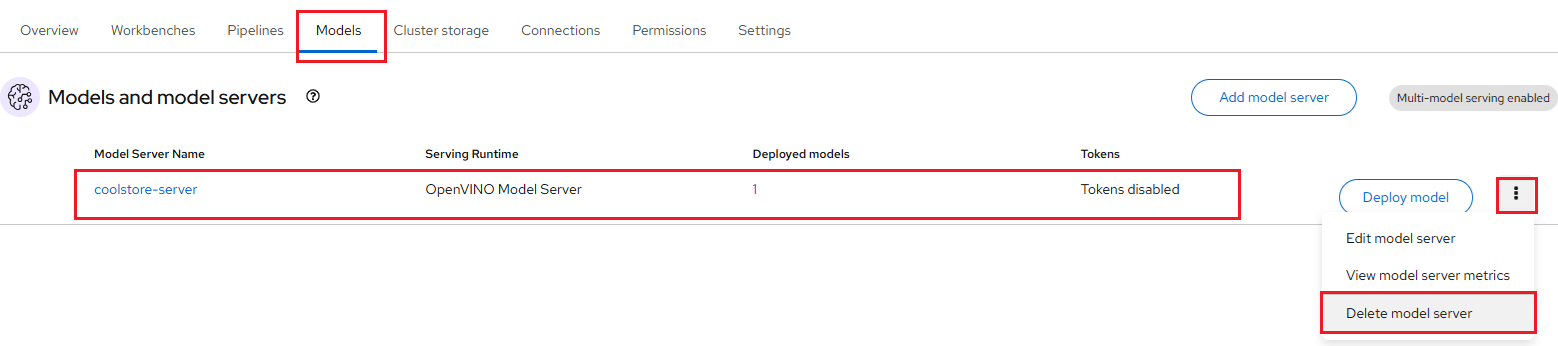 Overview Workbenches Pipelines Models Cluster storage Connections Permissions Settings
Models and model servers
Add model server
Multi-model serving enabled
Model Server Name Serving Runtime Deployed models Tokens
coolstore-server OpenVINO Model Server 1 Tokens disabled
Deploy model
Edit model server
View model server metrics
Delete model server